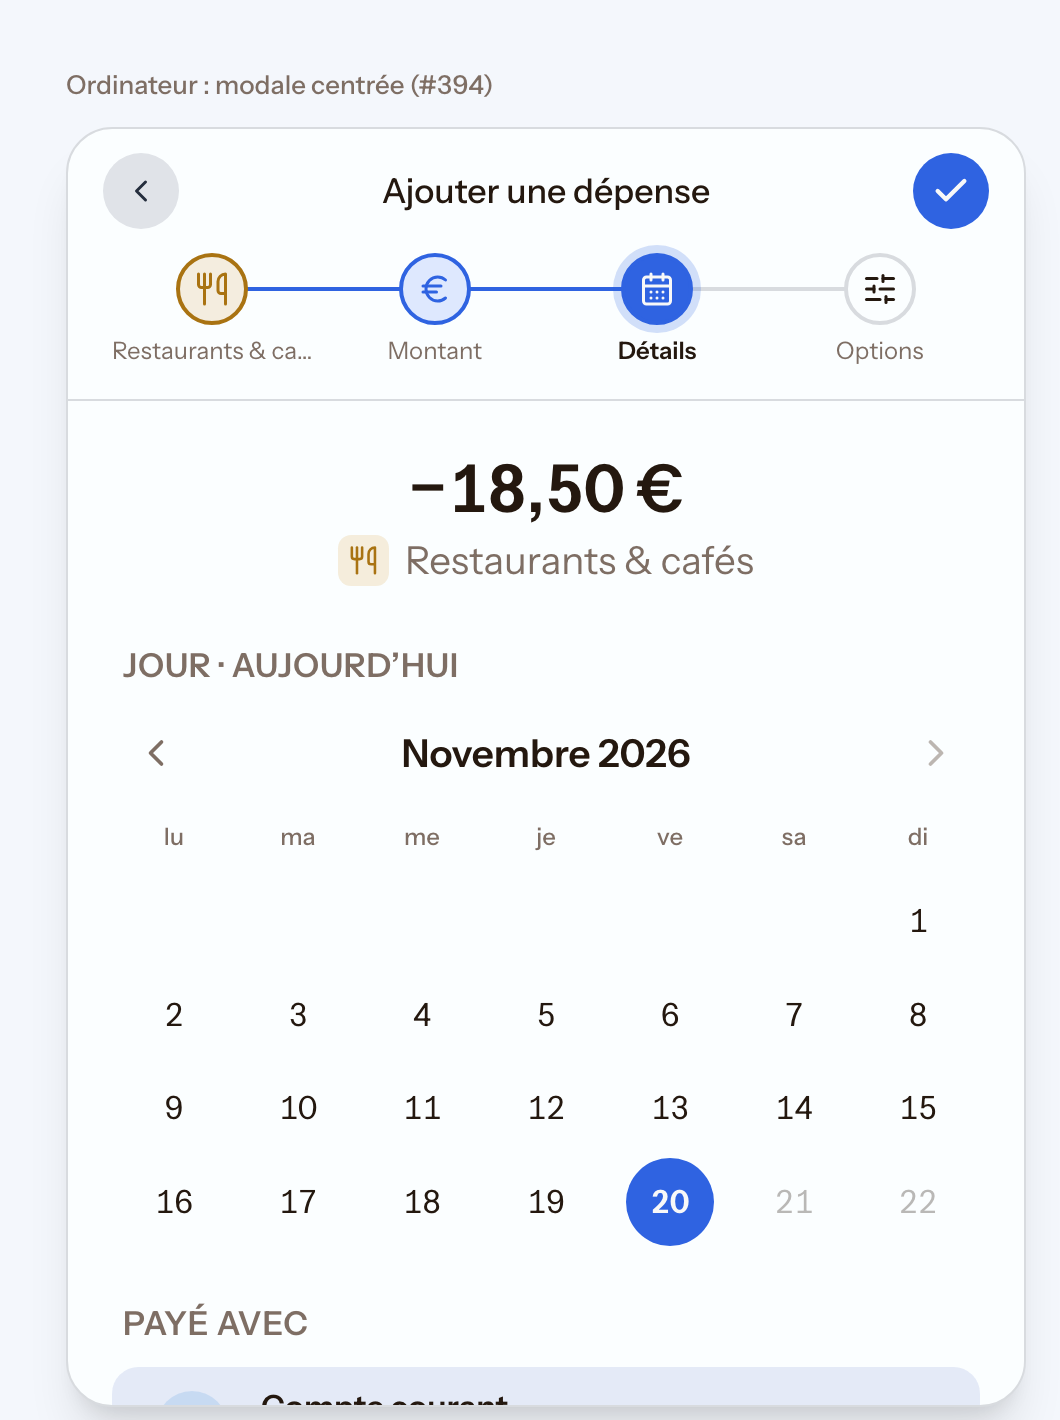 Ordinateur : modale centrée (#394)
Ajouter une dépense
Restaurants & ca...
Montant
Détails
Options
−18,50 €
Restaurants & cafés
JOUR · AUJOURD’HUI
Novembre 2026
lu ma me je ve sa di
1
2 3 4 5 6 7 8
9 10 11 12 13 14 15
16 17 18 19 20 21 22
PAYÉ AVEC
Compte courant